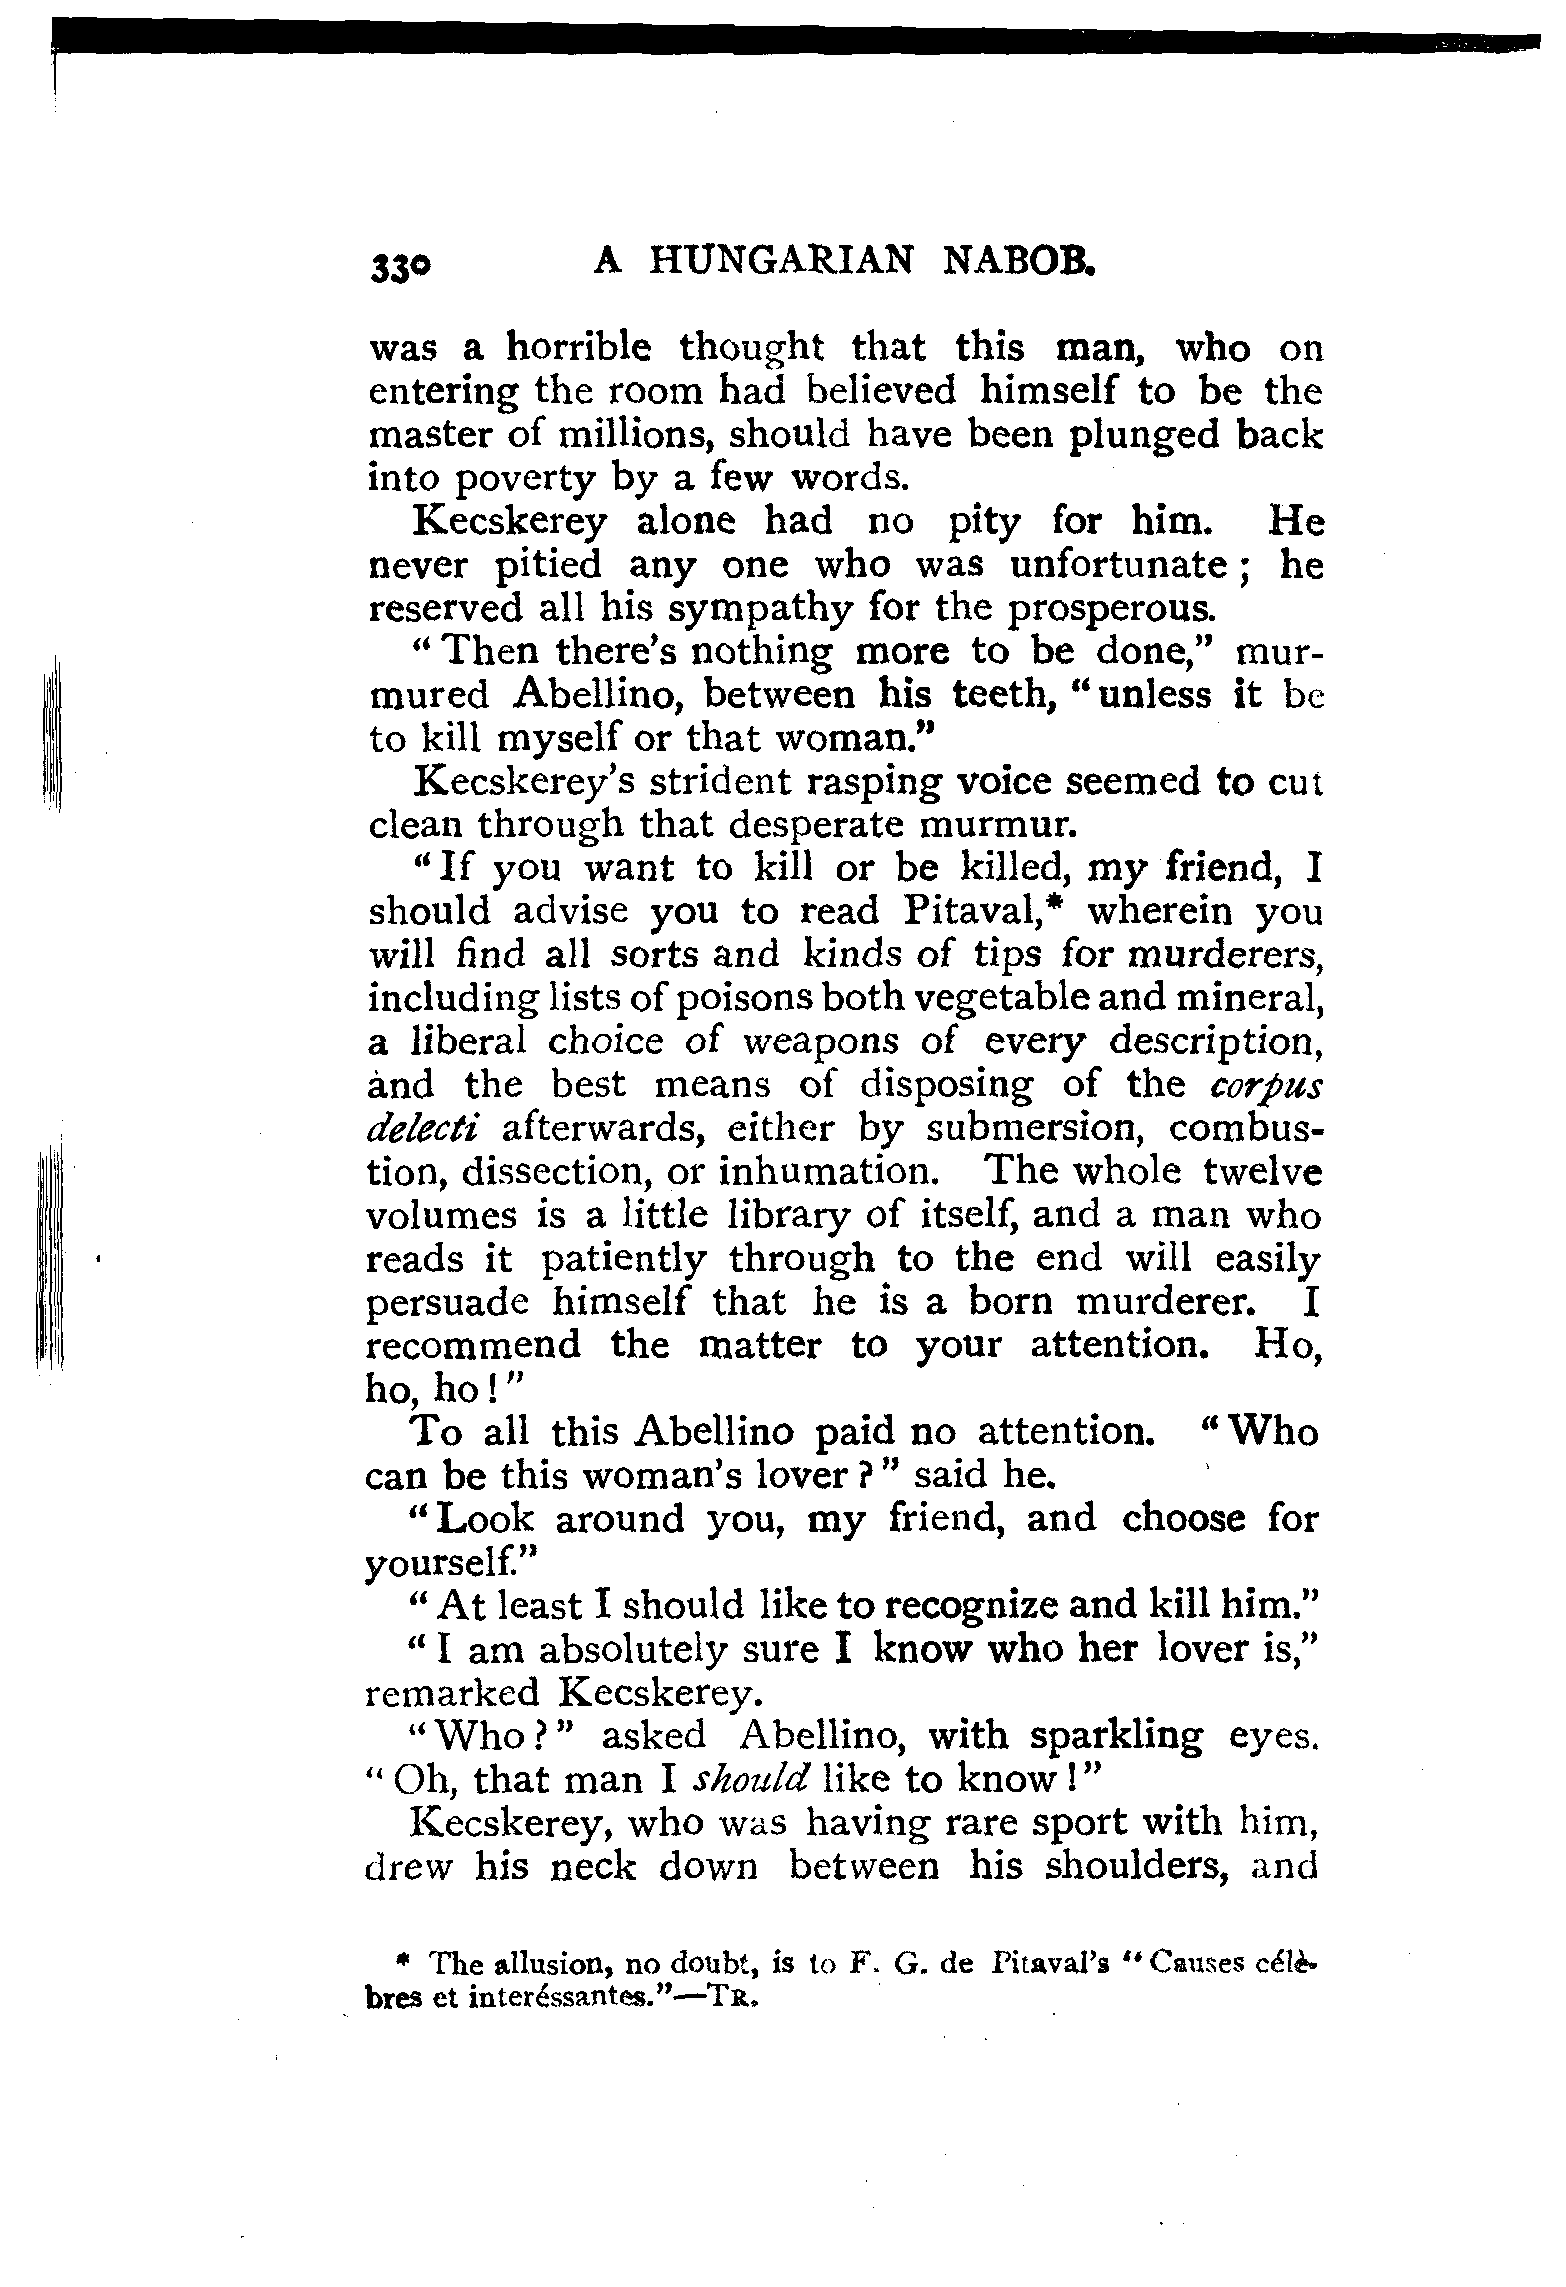 330 A HUNGARIAN NABOB.
was a horrible thought that this man, who on
entering the room had believed himself to be the
master of millions, should have been plunged back
into poverty by a few words.
Kecskerey alone had no pity for him. He
never pitied any one who was unfortunate ; he
reserved all his sympathy for the prosperous.
“ Then there’s nothing more to be done,” mur-
mured Abellino, between his teeth, “ unless it be
to kill myself or that woman.”
Kecskerey’s strident rasping voice seemed to cut
clean through that desperate murmur.
“ If you want to kill or be killed, my friend, I
should advise you to read Pitaval,* wherein you
will find all sorts and kinds of tips for murderers,
including lists of poisons both vegetable and mineral,
a liberal choice of weapons of every description,
and the best means of disposing of the corpus
delecti afterwards, either by submersion, combus-
tion, dissection, or inhumation. The whole twelve
volumes is a little library of itself, and a man who
reads it patiently through to the end will easily
persuade himself that he is a born murderer. I
recommend the matter to your attention. Ho,
ho, ho ! ”
To all this Abellino paid no attention. “ Who
can be this woman’s lover ? ” said he.
“ Look around you, my friend, and choose for
yourself.”
“ At least I should like to recognize and kill him.”
“ I am absolutely sure I know who her lover is,”
remarked Kecskerey.
“ Who ? ” asked Abellino, with sparkling eyes.
“ Oh, that man I should like to know ! ”
Kecskerey, who was having rare sport with him,
drew his neck down between his shoulders, and
* The allusion, no doubt, is to F. G. de Pitaval’s “ Causes célè-
bres et interéssantes.”—TR.